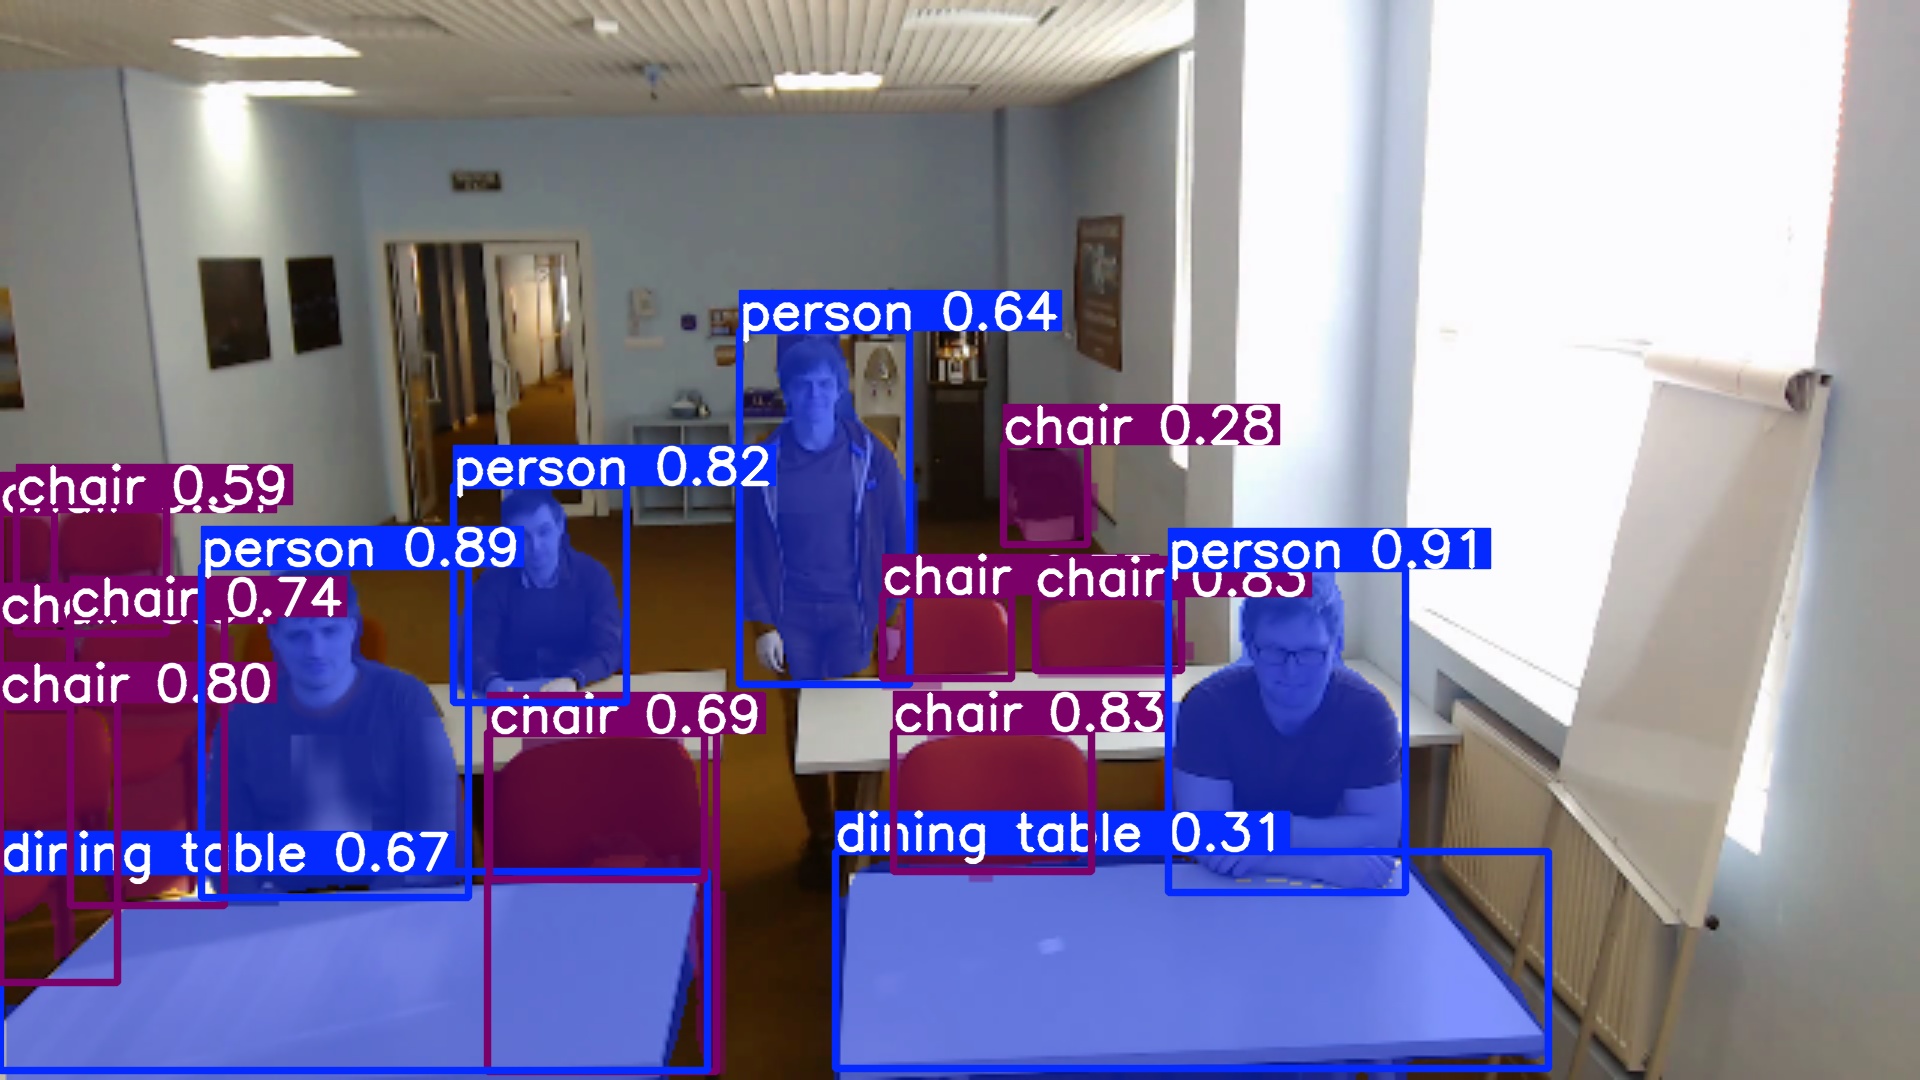 person 0.64
chair 0.28
person 0.82
chair 0.59
person 0.89
person 0.91
chair
chair 0.83
chair 0.74
chair 0.80
chair 0.69
chair 0.83
dining table 0.31
dining table 0.67